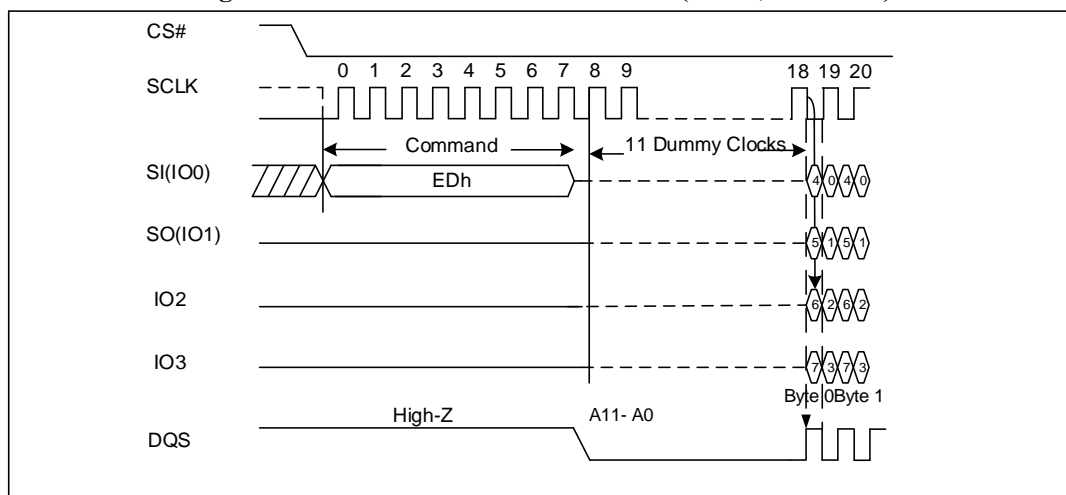 CS#
0 1 2 3 4 5 6 7 8 9 18 19 20
SCLK
Command
11 Dummy Clocks
SI(IO0)
EDh
4 0 4 0
SO(IO1)
5 1 5 1
IO2
6 2 6 2
IO3
7 3 7 3
Byte 0 Byte 1
High-Z
A11- A0
DQS